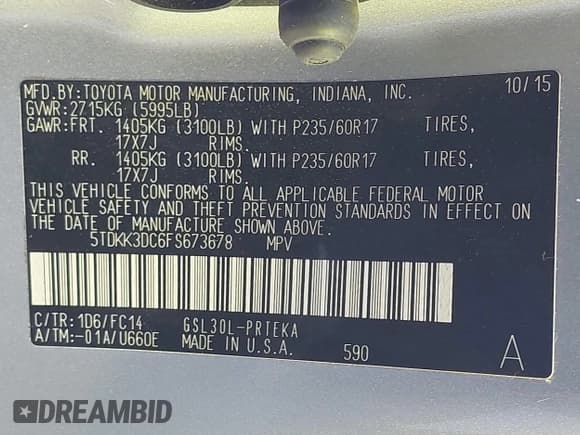 MFD.BY:TOYOTA MOTOR MANUFACTURING, INDIANA, INC. 10/15
GVWR:2715KG (5995LB)
GAWR:FRT. 1405KG (3100LB) WITH P235/60R17 TIRES,
17X7J RIMS.
RR. 1405KG (3100LB) WITH P235/60R17 TIRES,
17X7J RIMS.
THIS VEHICLE CONFORMS TO ALL APPLICABLE FEDERAL MOTOR
VEHICLE SAFETY AND THEFT PREVENTION STANDARDS IN EFFECT ON
THE DATE OF MANUFACTURE SHOWN ABOVE.
5TDKK3DC6FS673678 MPV
C/TR:1D6/FC14 GSL30L-PRTEKA
A/TM:-01A/U660E MADE IN U.S.A. 590 A
DREAMBID